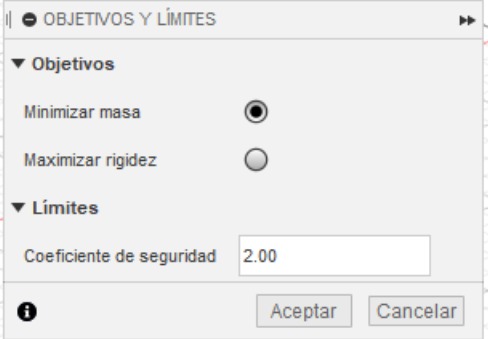 OBJETIVOS Y LÍMITES
Objetivos
Minimizar masa
Maximizar rigidez
Límites
Coeficiente de seguridad 2.00
Aceptar Cancelar